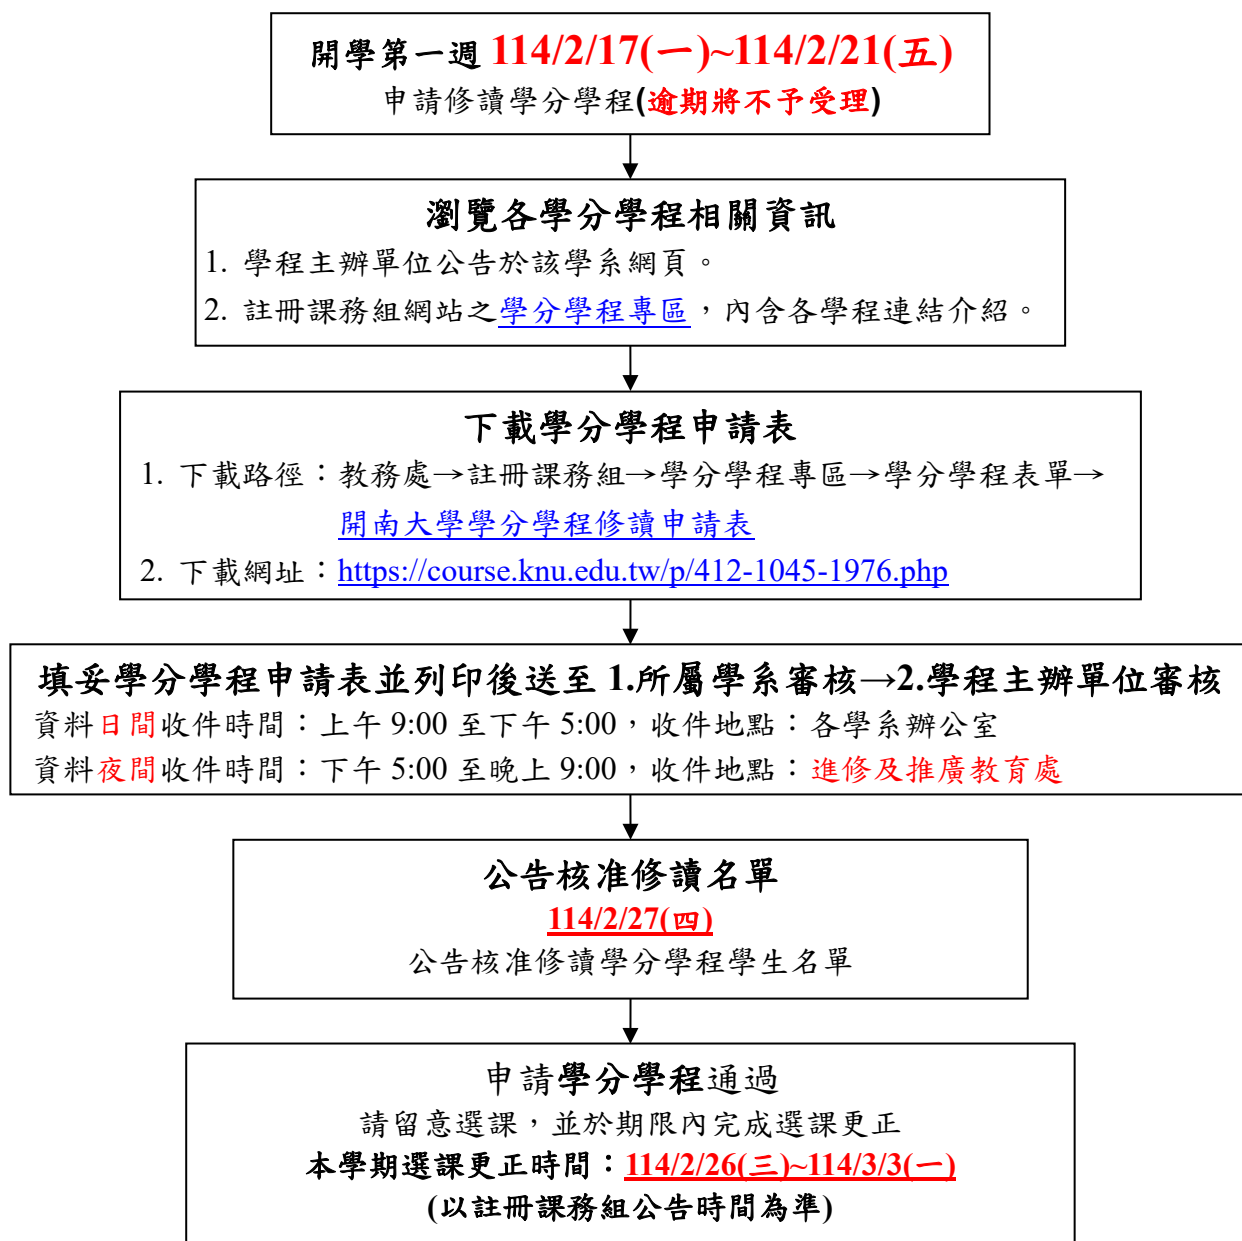 開學第一週 114/2/17(一)~114/2/21(五)
申請修讀學分學程(逾期將不予受理)
瀏覽各學分學程相關資訊
1. 學程主辦單位公告於該學系網頁。
2. 註冊課務組網站之學分學程專區，內含各學程連結介紹。
下載學分學程申請表
1. 下載路徑：教務處→註冊課務組→學分學程專區→學分學程表單→
開南大學學分學程修讀申請表
2. 下載網址：https://course.knu.edu.tw/p/412-1045-1976.php
填妥學分學程申請表並列印後送至 1.所屬學系審核→2.學程主辦單位審核
資料日間收件時間：上午 9:00 至下午 5:00，收件地點：各學系辦公室
資料夜間收件時間：下午 5:00 至晚上 9:00，收件地點：進修及推廣教育處
公告核准修讀名單
114/2/27(四)
公告核准修讀學分學程學生名單
申請學分學程通過
請留意選課，並於期限內完成選課更正
本學期選課更正時間：114/2/26(三)~114/3/3(一)
(以註冊課務組公告時間為準)